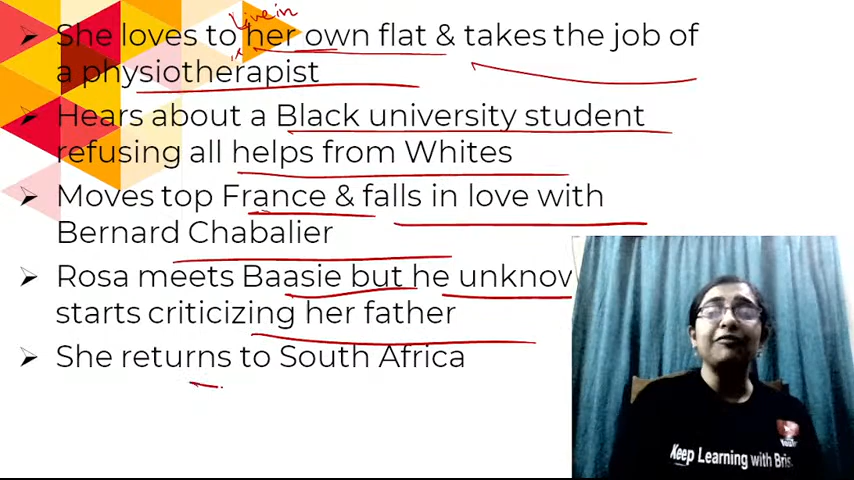 Live in
She loves to her own flat & takes the job of
a physiotherapist
Hears about a Black university student
refusing all helps from Whites
Moves top France & falls in love with
Bernard Chabalier
Rosa meets Baasie but he unknov
starts criticizing her father
She returns to South Africa
Keep Learning with Bris.